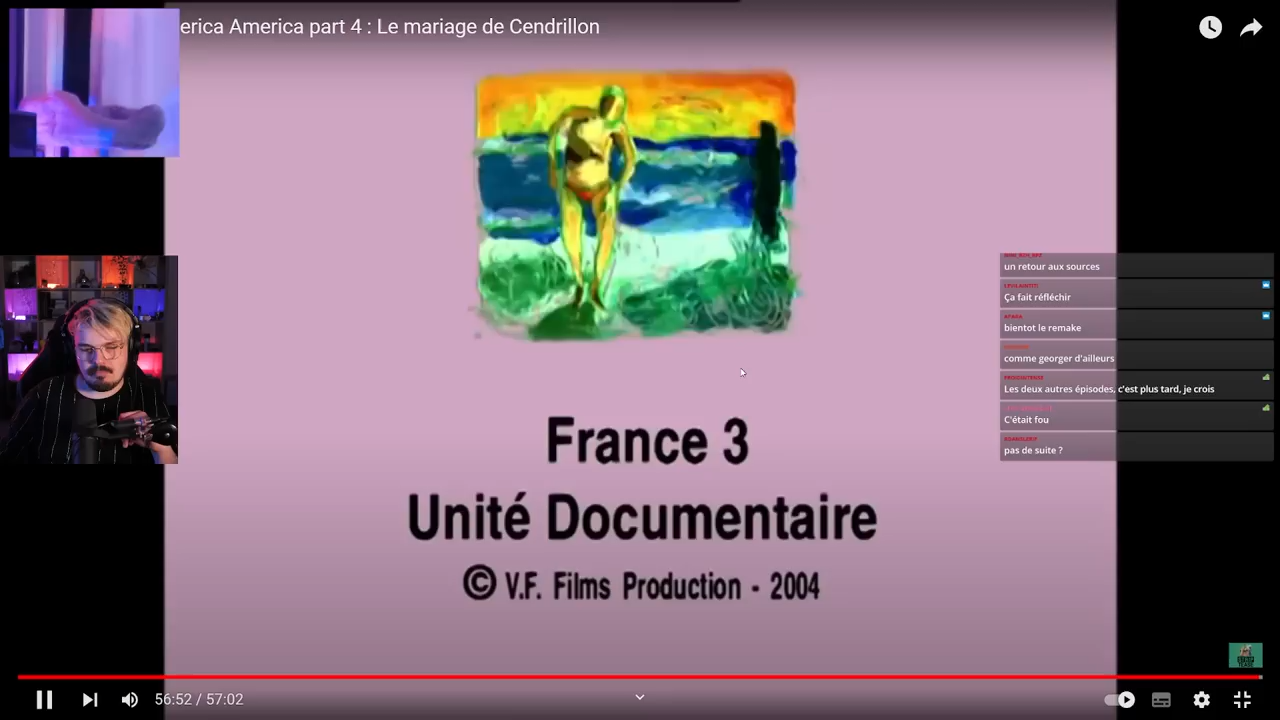 erica America part 4 : Le mariage de Cendrillon
un retour aux sources
Ça fait réfléchir
bientot le remake
comme georger d'ailleurs
Les deux autres épisodes, c'est plus tard, je crois
C'était fou
pas de suite ?
France 3
Unité Documentaire
© V.F. Films Production - 2004
56:52 / 57:02